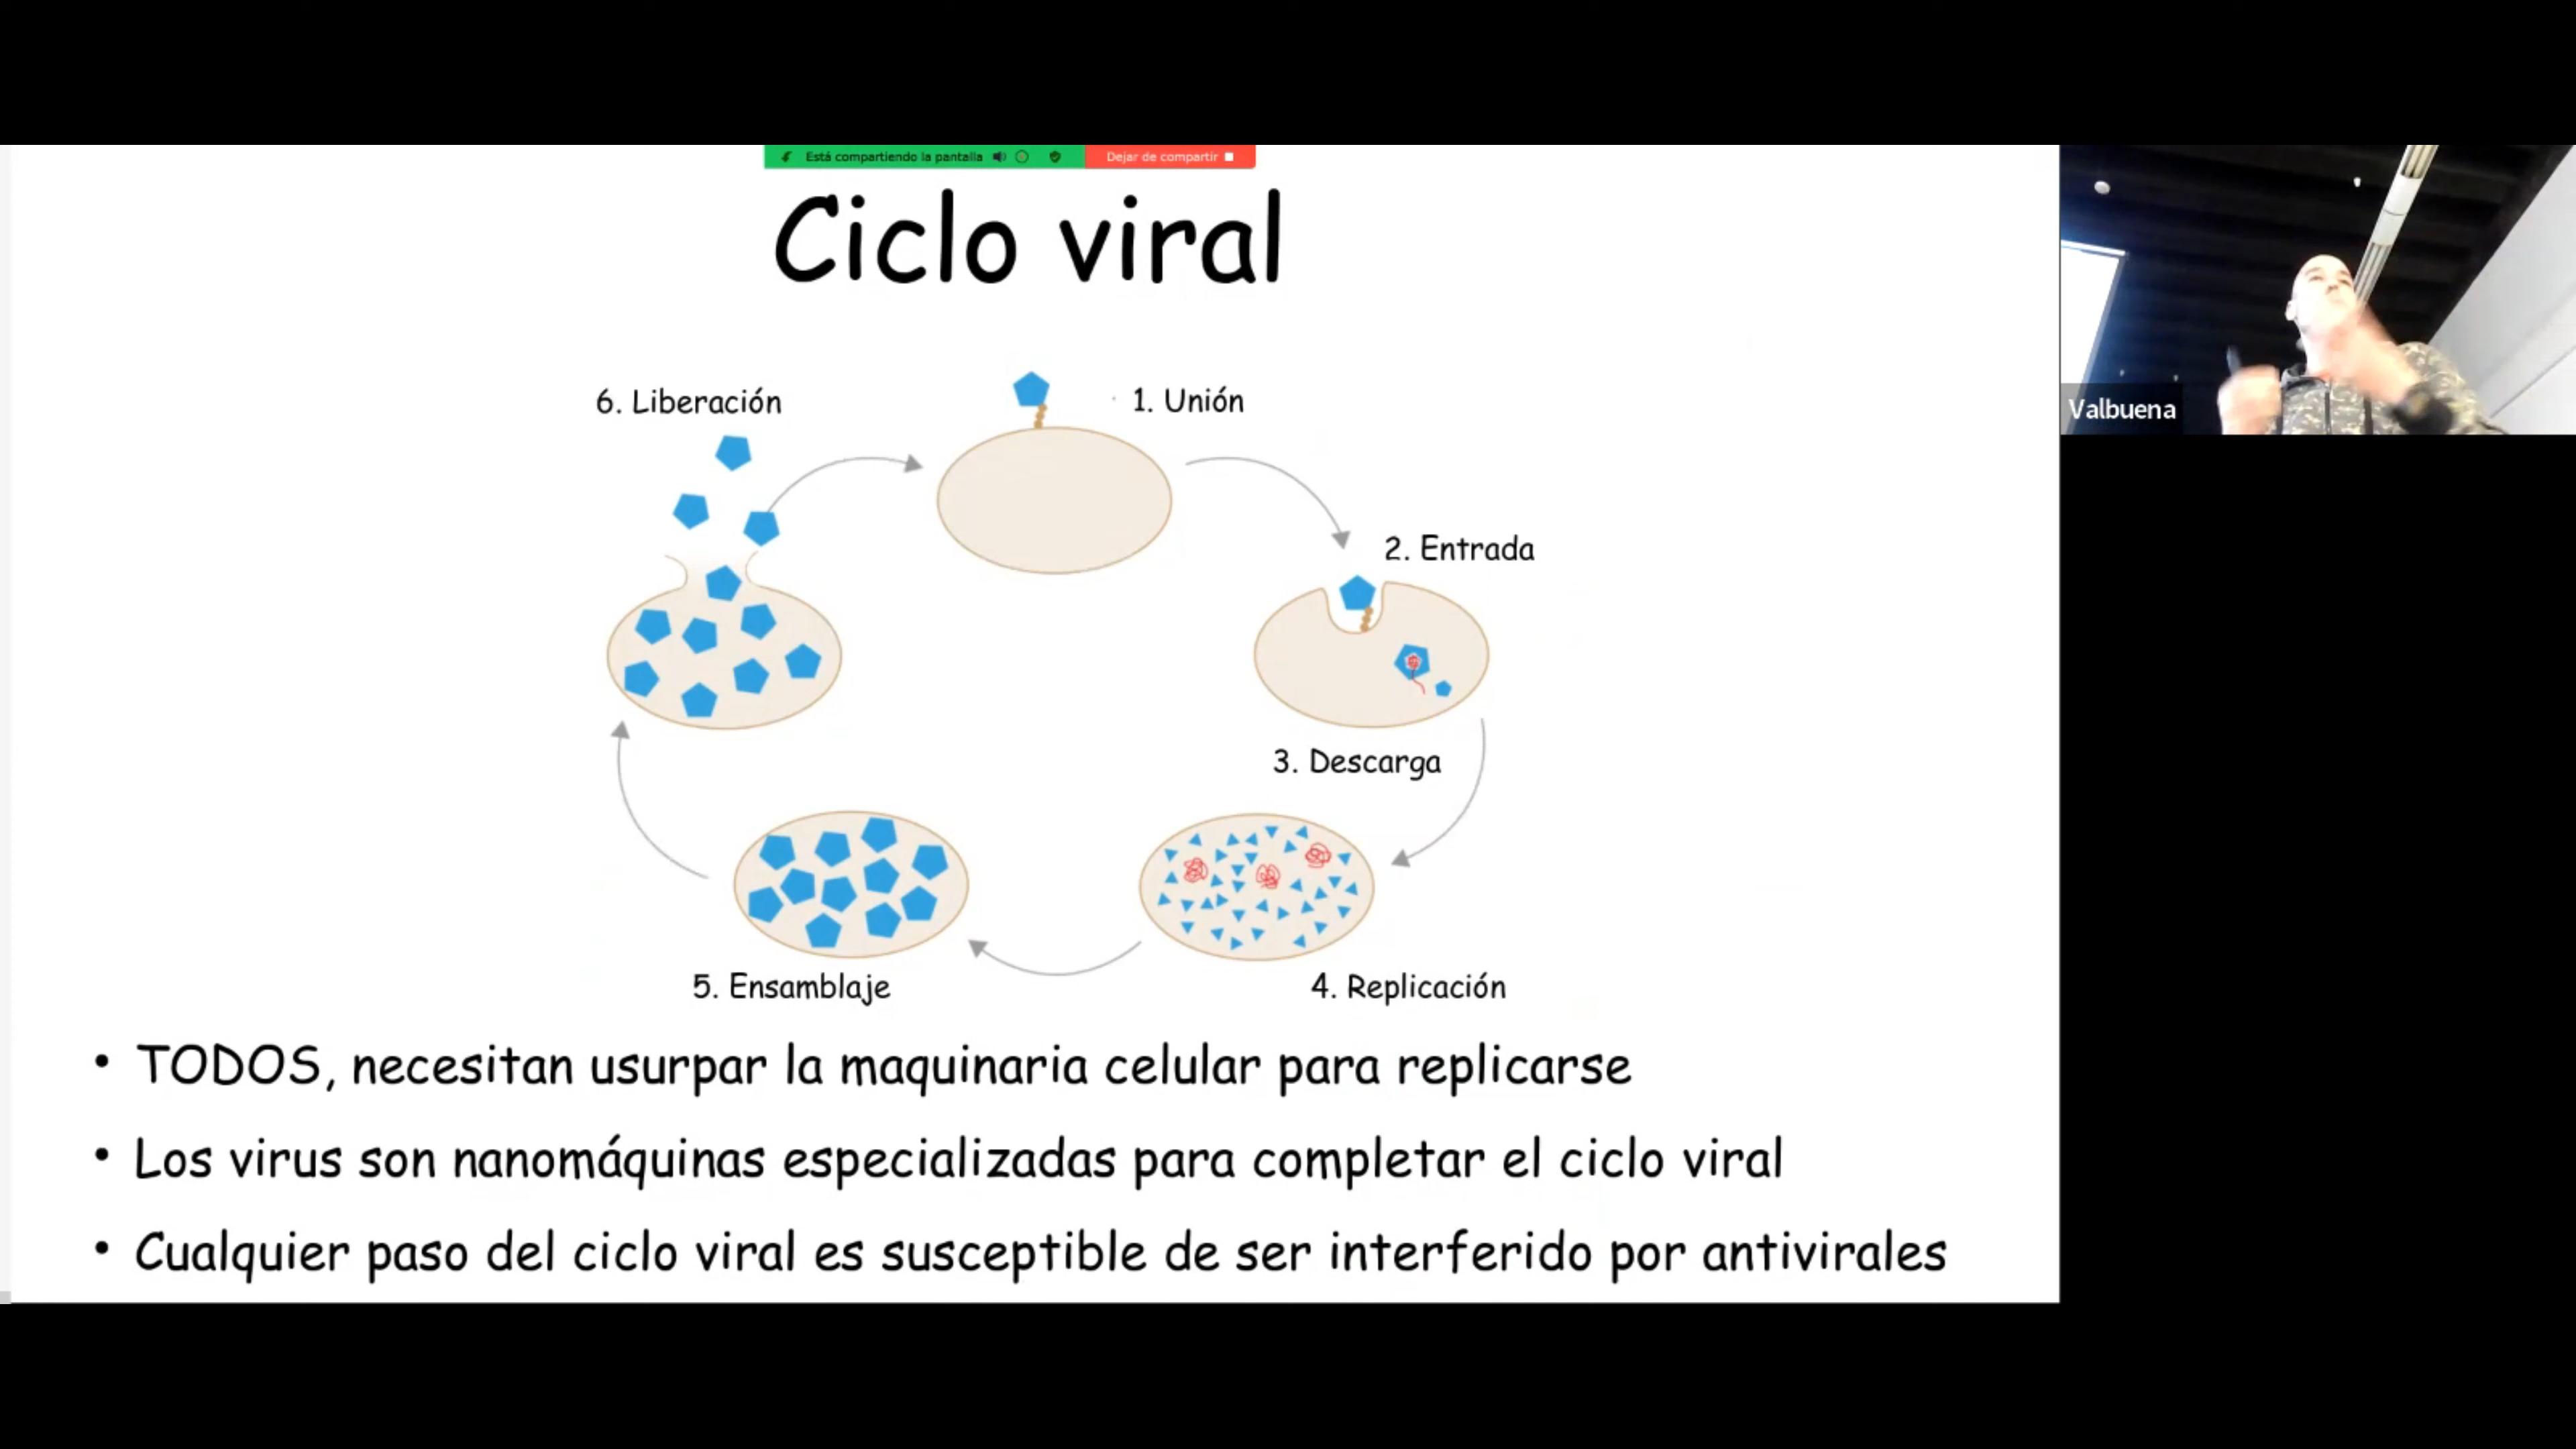 Está compartiendo la pantalla
Dejar de compartir
Ciclo viral
6. Liberación
1. Unión
Valbuena
2. Entrada
3. Descarga
5. Ensamblaje
4. Replicación
• TODOS, necesitan usurpar la maquinaria celular para replicarse
• Los virus son nanomáquinas especializadas para completar el ciclo viral
• Cualquier paso del ciclo viral es susceptible de ser interferido por antivirales